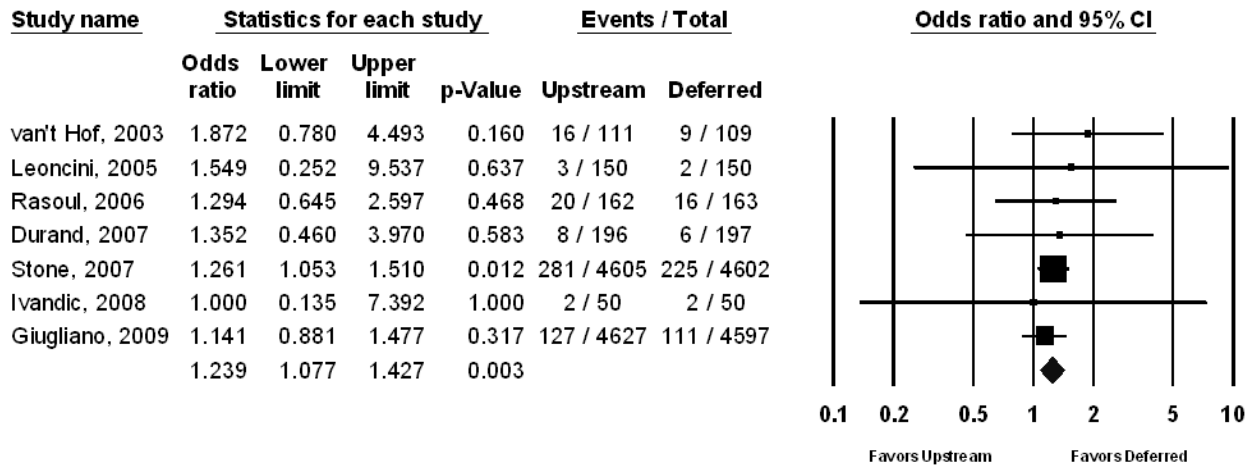 Study name Statistics for each study Events / Total Odds ratio and 95% CI
Odds ratio Lower limit Upper limit p-Value Upstream Deferred
van't Hof, 2003 1.872 0.780 4.493 0.160 16 / 111 9 / 109
Leoncini, 2005 1.549 0.252 9.537 0.637 3 / 150 2 / 150
Rasoul, 2006 1.294 0.645 2.597 0.468 20 / 162 16 / 163
Durand, 2007 1.352 0.460 3.970 0.583 8 / 196 6 / 197
Stone, 2007 1.261 1.053 1.510 0.012 281 / 4605 225 / 4602
Ivandic, 2008 1.000 0.135 7.392 1.000 2 / 50 2 / 50
Giugliano, 2009 1.141 0.881 1.477 0.317 127 / 4627 111 / 4597
1.239 1.077 1.427 0.003
0.1 0.2 0.5 1 2 5 10
Favors Upstream Favors Deferred